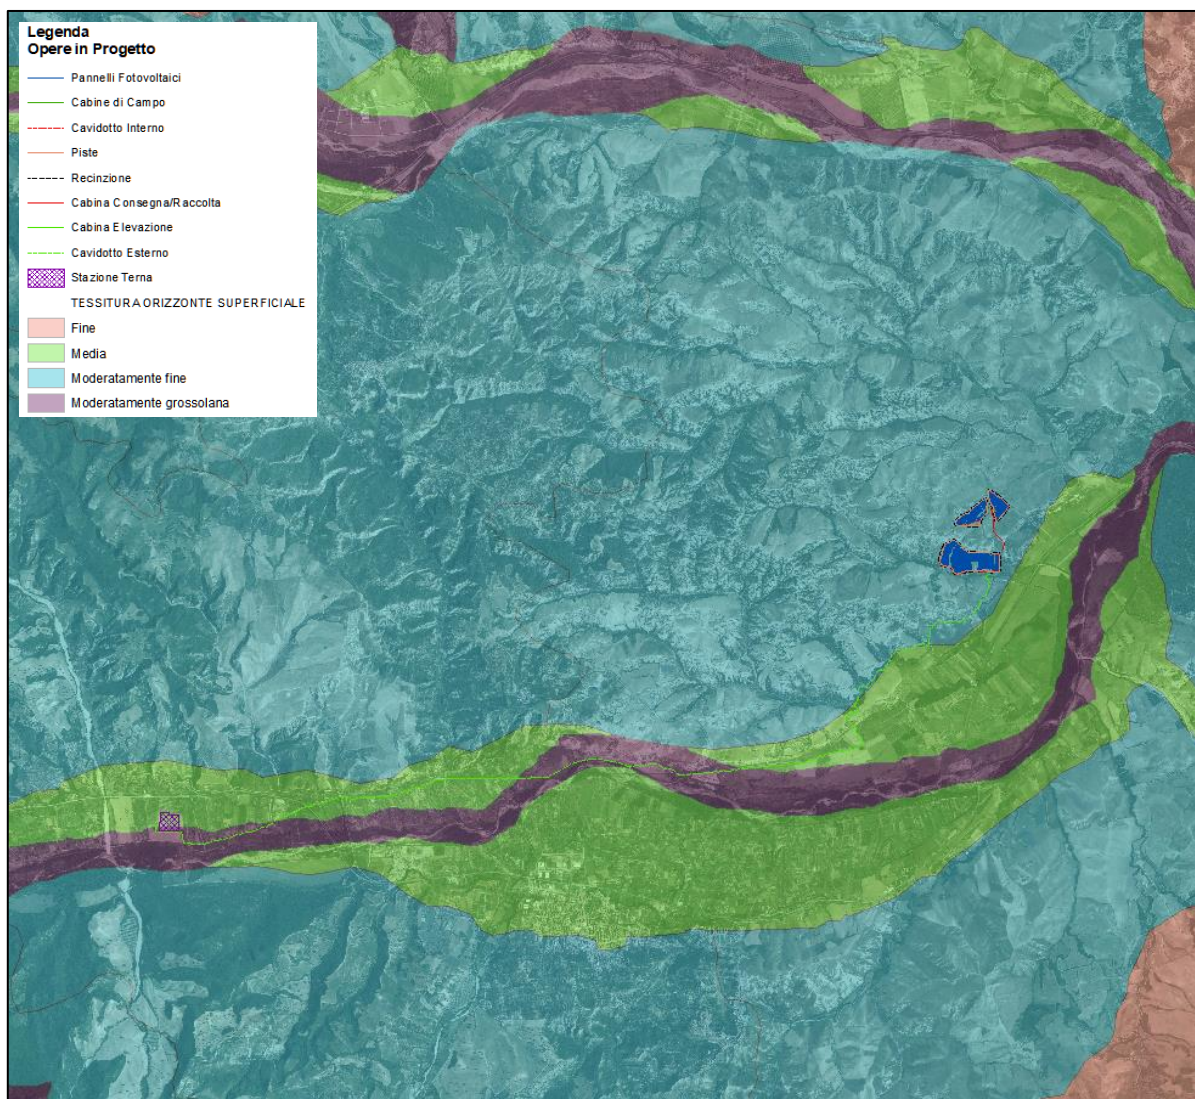 Legenda
Opere in Progetto
Pannelli Fotovoltaici
Cabine di Campo
Cavidotto Interno
Piste
Recinzione
Cabina Consegna/Raccolta
Cabina Elevazione
Cavidotto Esterno
Stazione Terna
TESSITURA ORIZZONTE SUPERFICIALE
Fine
Media
Moderatamente fine
Moderatamente grossolana